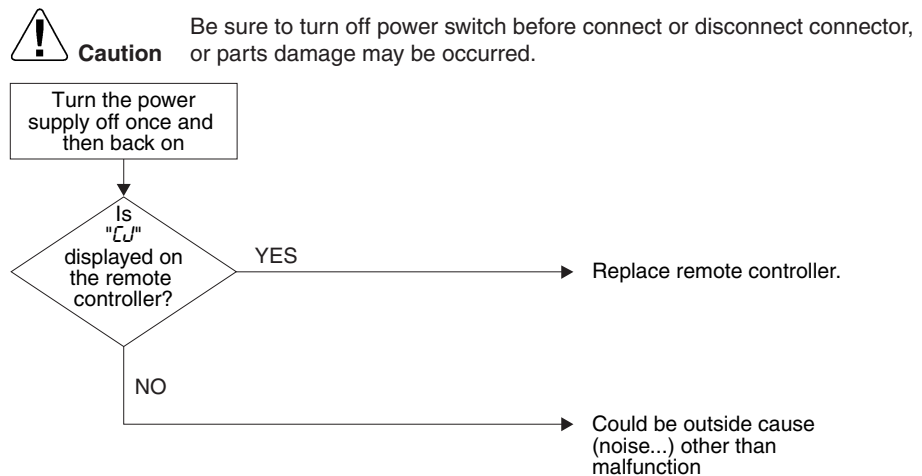 Be sure to turn off power switch before connect or disconnect connector,
Caution or parts damage may be occurred.
Turn the power
supply off once and
then back on
Is
"CJ"
displayed on
the remote
controller?
YES
Replace remote controller.
NO
Could be outside cause
(noise...) other than
malfunction